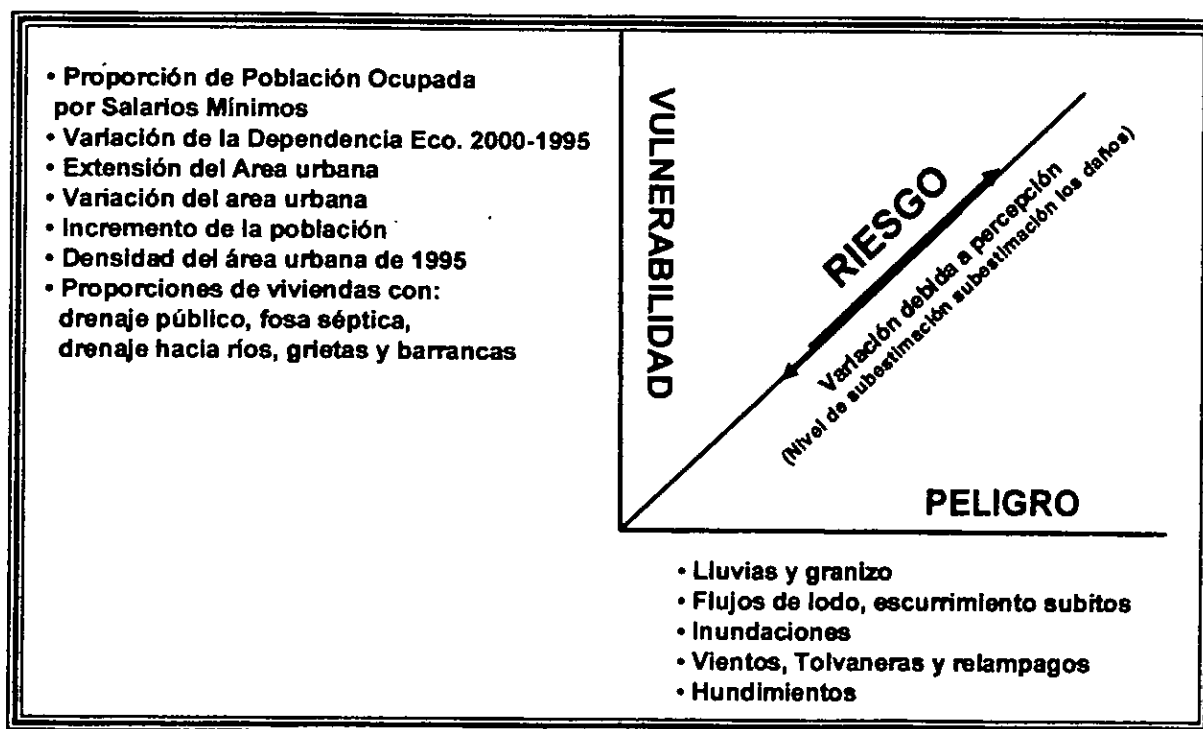 • Proporción de Población Ocupada
por Salarios Mínimos
• Variación de la Dependencia Eco. 2000-1995
• Extensión del Area urbana
• Variación del area urbana
• Incremento de la población
• Densidad del área urbana de 1995
• Proporciones de viviendas con:
drenaje público, fosa séptica,
drenaje hacia ríos, grietas y barrancas
VULNERABILIDAD
RIESGO
Variación debida a percepción
(Nivel de subestimación subestimación los daños)
PELIGRO
• Lluvias y granizo
• Flujos de lodo, escurrimiento subitos
• Inundaciones
• Vientos, Tolvaneras y relampagos
• Hundimientos